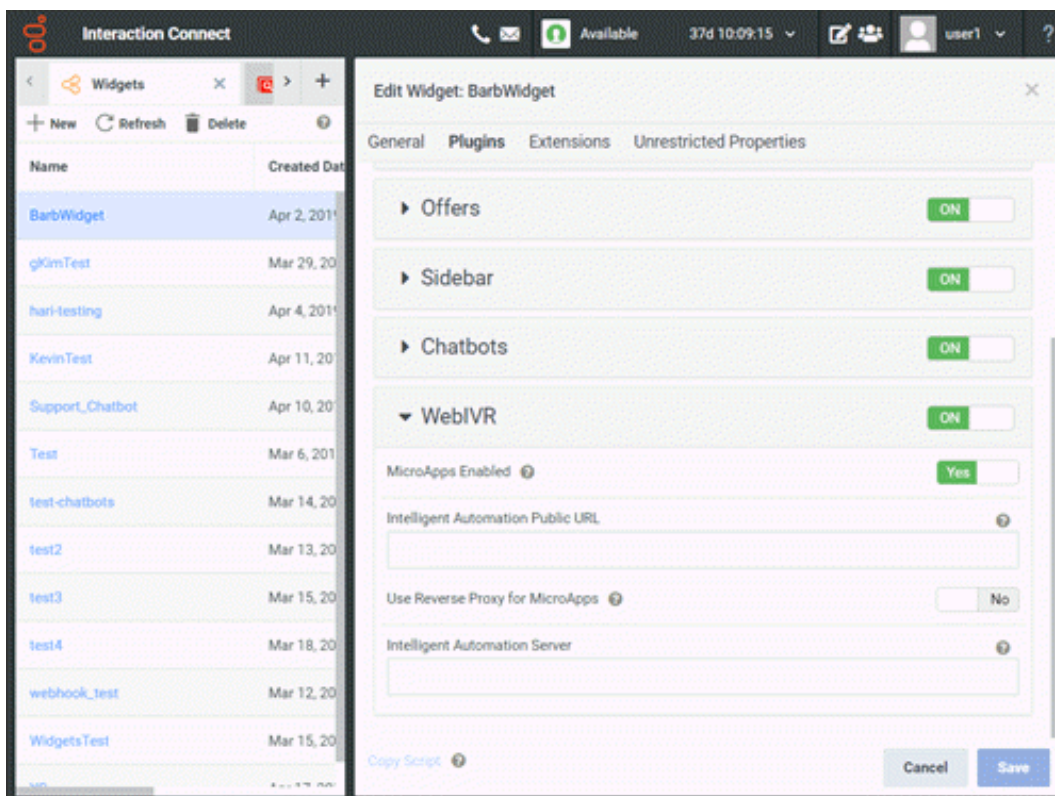 Interaction Connect
Available
37d 10:09:15
user1
?
Widgets
New
Refresh
Delete
Name
Created Dat
BarbWidget
Apr 2, 201
gKimTest
Mar 29, 20
hari-testing
Apr 4, 201
KevinTest
Apr 11, 20
Support_Chatbot
Apr 10, 20
Test
Mar 6, 201
test-chatbots
Mar 14, 20
test2
Mar 13, 20
test3
Mar 15, 20
test4
Mar 18, 20
webhook_test
Mar 12, 20
WidgetsTest
Mar 15, 20
Edit Widget: BarbWidget
General
Plugins
Extensions
Unrestricted Properties
Offers
ON
Sidebar
ON
Chatbots
ON
WebIVR
ON
MicroApps Enabled
Yes
Intelligent Automation Public URL
Use Reverse Proxy for MicroApps
No
Intelligent Automation Server
Copy Script
Cancel
Save